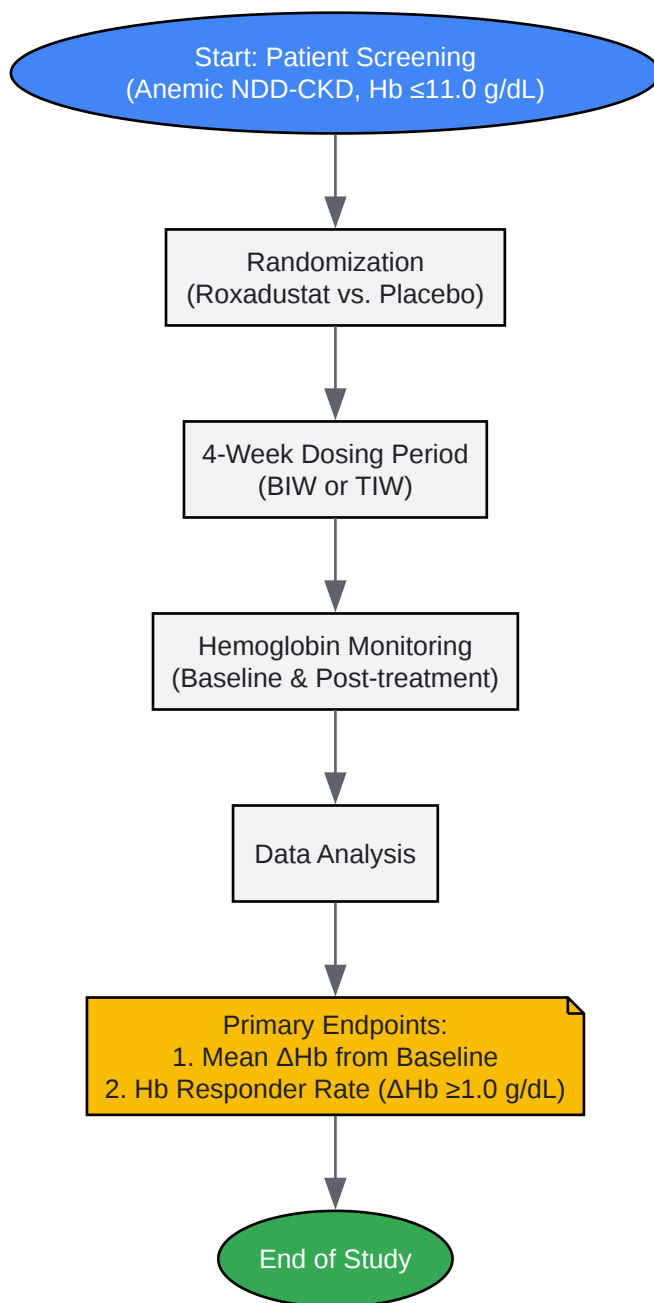 Start: Patient Screening
(Anemic NDD-CKD, Hb ≤11.0 g/dL)
Randomization
(Roxadustat vs. Placebo)
4-Week Dosing Period
(BIW or TIW)
Hemoglobin Monitoring
(Baseline & Post-treatment)
Data Analysis
Primary Endpoints:
1. Mean ΔHb from Baseline
2. Hb Responder Rate (ΔHb ≥1.0 g/dL)
End of Study